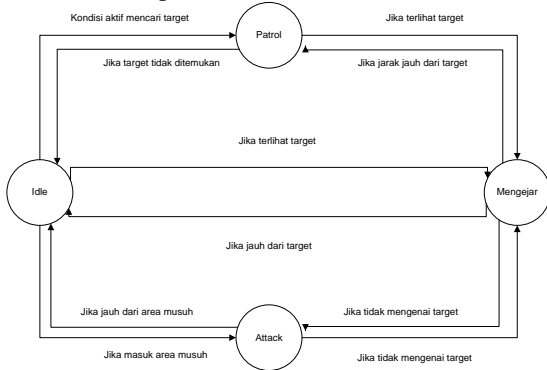 Kondisi aktif mencari target
Patrol
Jika terlihat target
Jika target tidak ditemukan
Jika jarak jauh dari target
Jika terlihat target
Idle
Mengejar
Jika jauh dari target
Jika jauh dari area musuh
Jika tidak mengenai target
Attack
Jika masuk area musuh
Jika tidak mengenai target